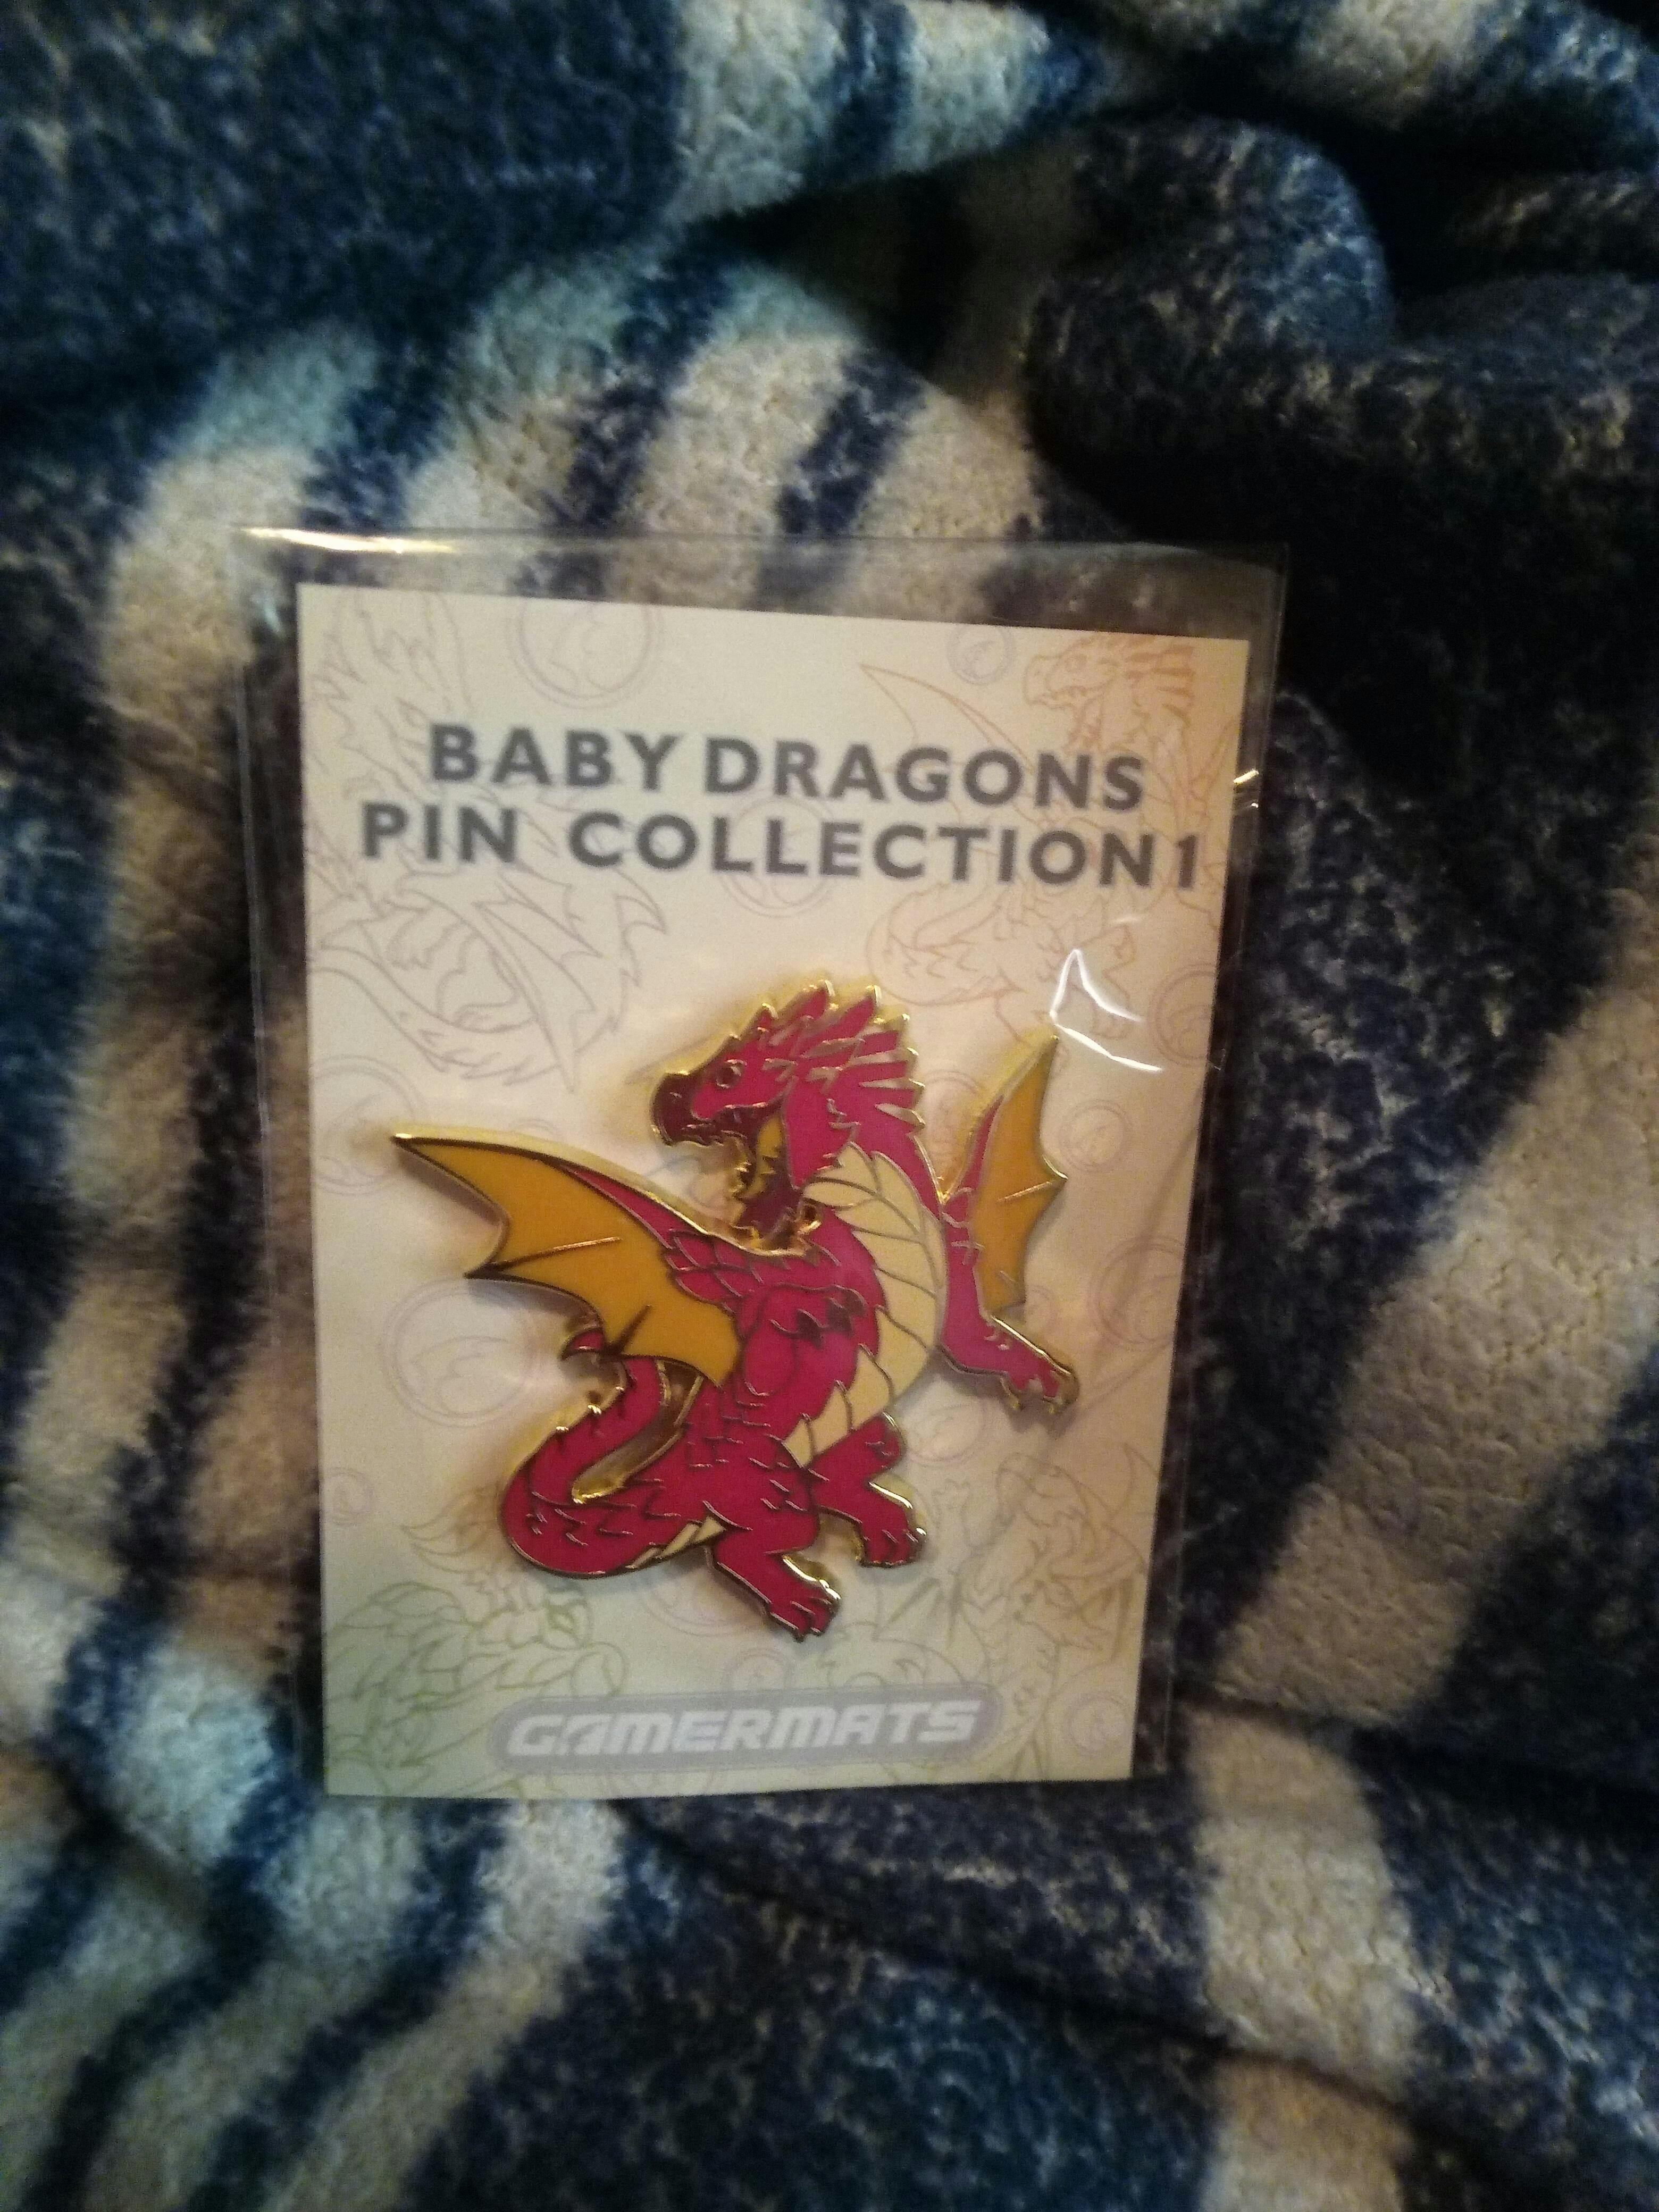 BABY DRAGONS
PIN COLLECTION 1
GAMERMATS